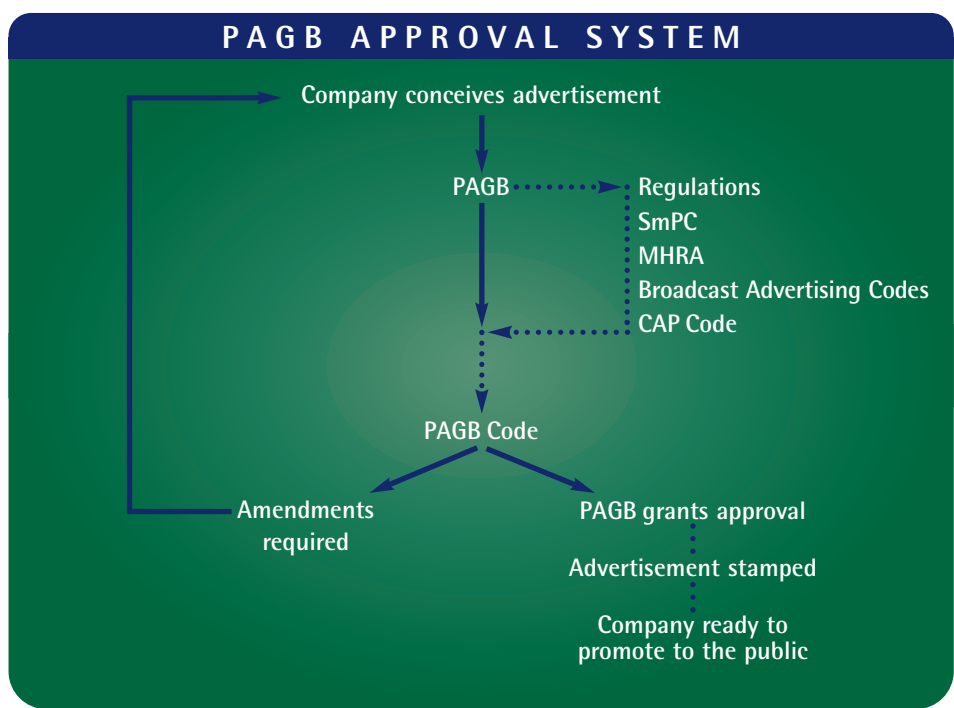 PAGB APPROVAL SYSTEM
Company conceives advertisement
PAGB
Regulations
SmPC
MHRA
Broadcast Advertising Codes
CAP Code
PAGB Code
Amendments
required
PAGB grants approval
Advertisement stamped
Company ready to
promote to the public